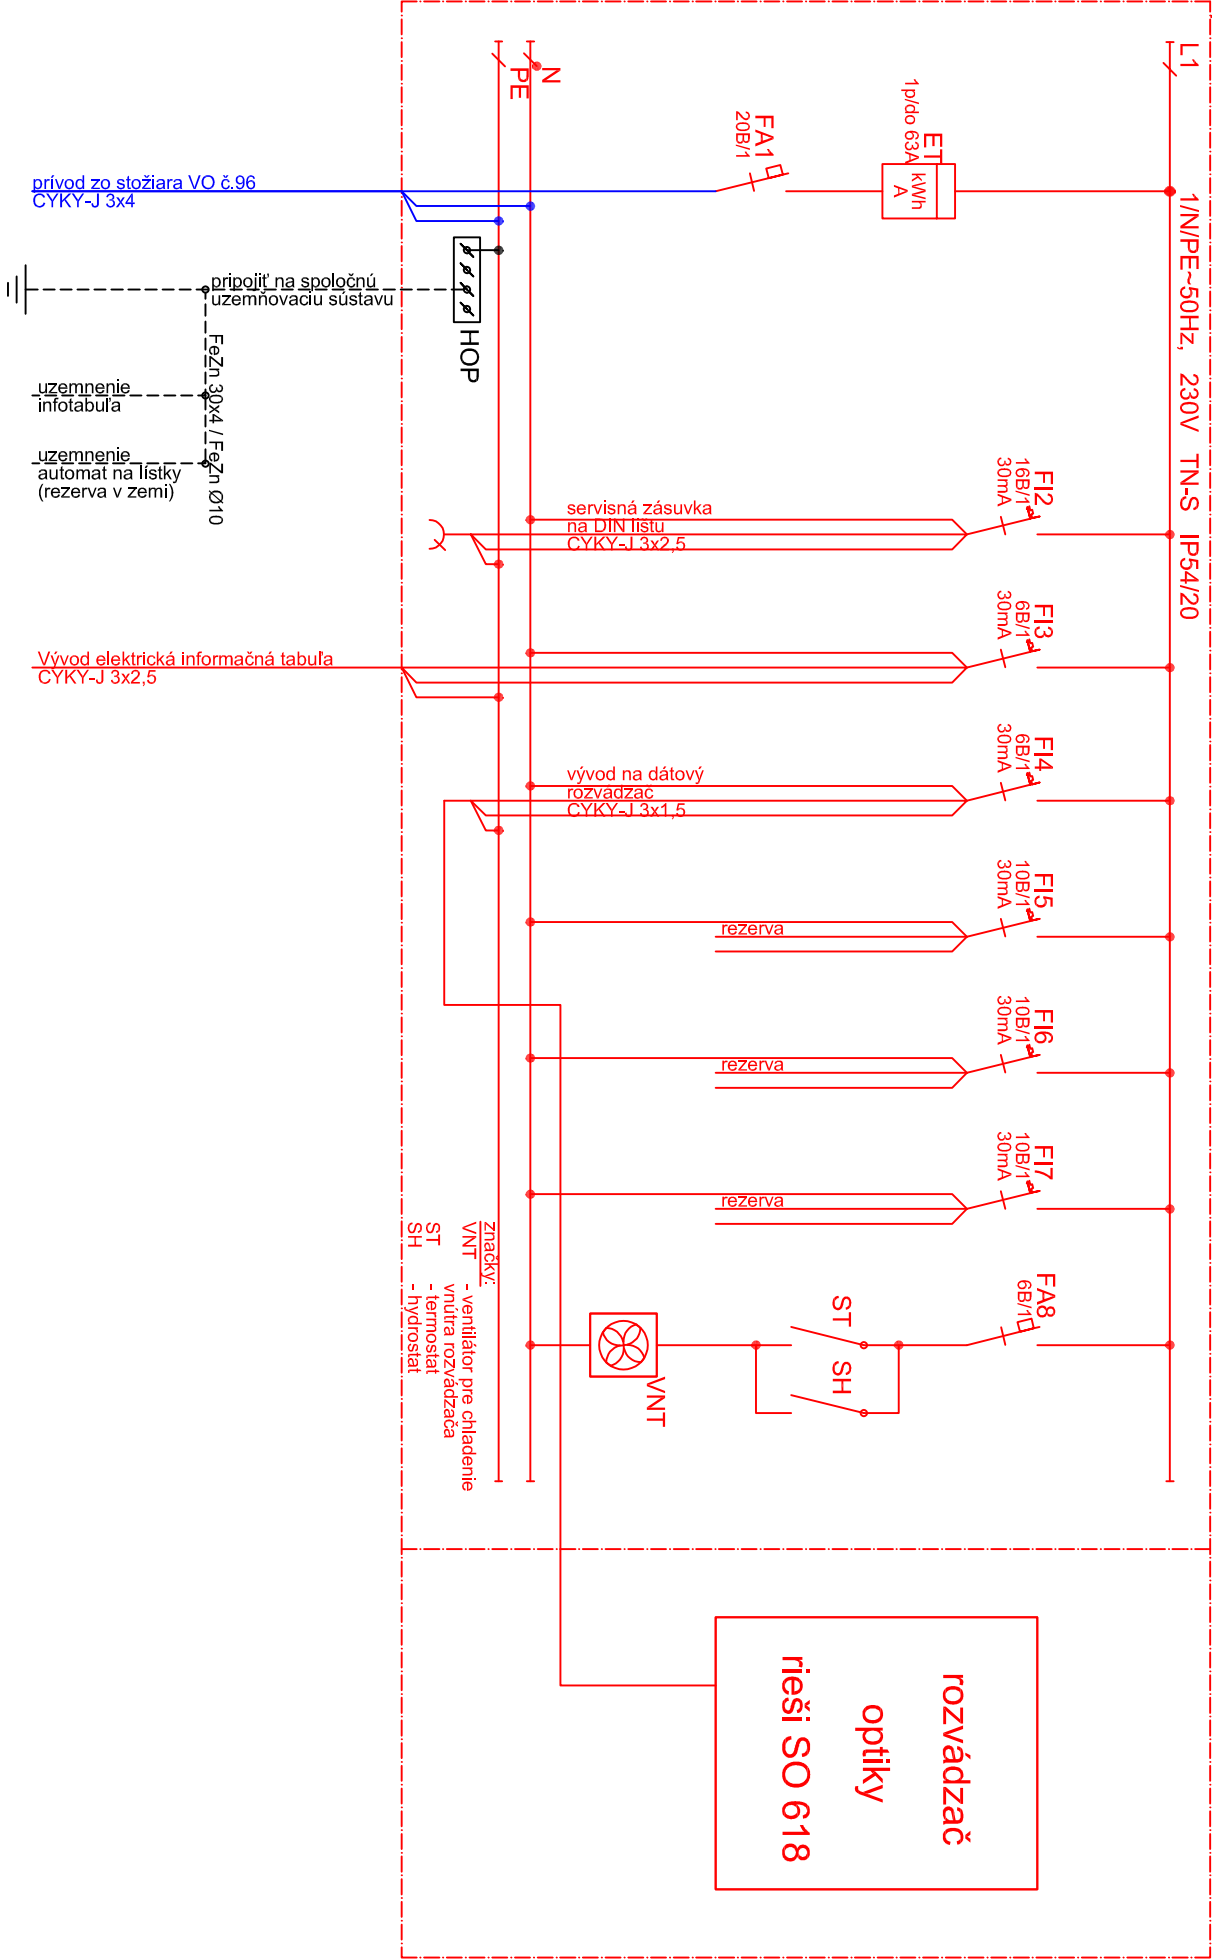 L1
1/N/PE~50Hz, 230V TN-S IP54/20
N
PE
ET
1p/do 63A
kWh
A
FA1
20B/1
prívod zo stožiara VO č.96
CYKY-J 3x4
HOP
pripojiť na spoločnú
uzemňovaciu sústavu
FeZn 30x4 / FeZn Ø10
uzemnenie
infotabuľa
uzemnenie
automat na lístky
(rezerva v zemi)
FI2
16B/1
30mA
servisná zásuvka
na DIN lištu
CYKY-J 3x2,5
FI3
6B/1
30mA
Vývod elektrická informačná tabuľa
CYKY-J 3x2,5
FI4
6B/1
30mA
vývod na dátový
rozvádzač
CYKY-J 3x1,5
FI5
10B/1
30mA
rezerva
FI6
10B/1
30mA
rezerva
FI7
10B/1
30mA
rezerva
FA8
6B/1
ST
SH
VNT
značky:
VNT - ventilátor pre chladenie
vnútra rozvádzača
ST - termostat
SH - hydrostat
rozvádzač
optiky
rieši SO 618